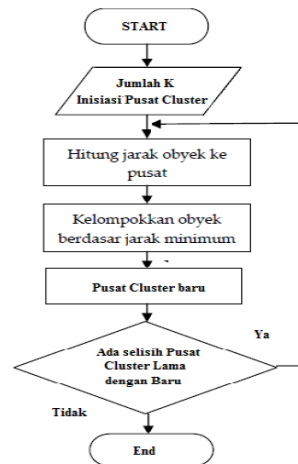 START
Jumlah K
Inisiasi Pusat Cluster
Hitung jarak obyek ke
pusat
Kelompokkan obyek
berdasar jarak minimum
Pusat Cluster baru
Ada selisih Pusat
Cluster Lama
dengan Baru
Ya
Tidak
End